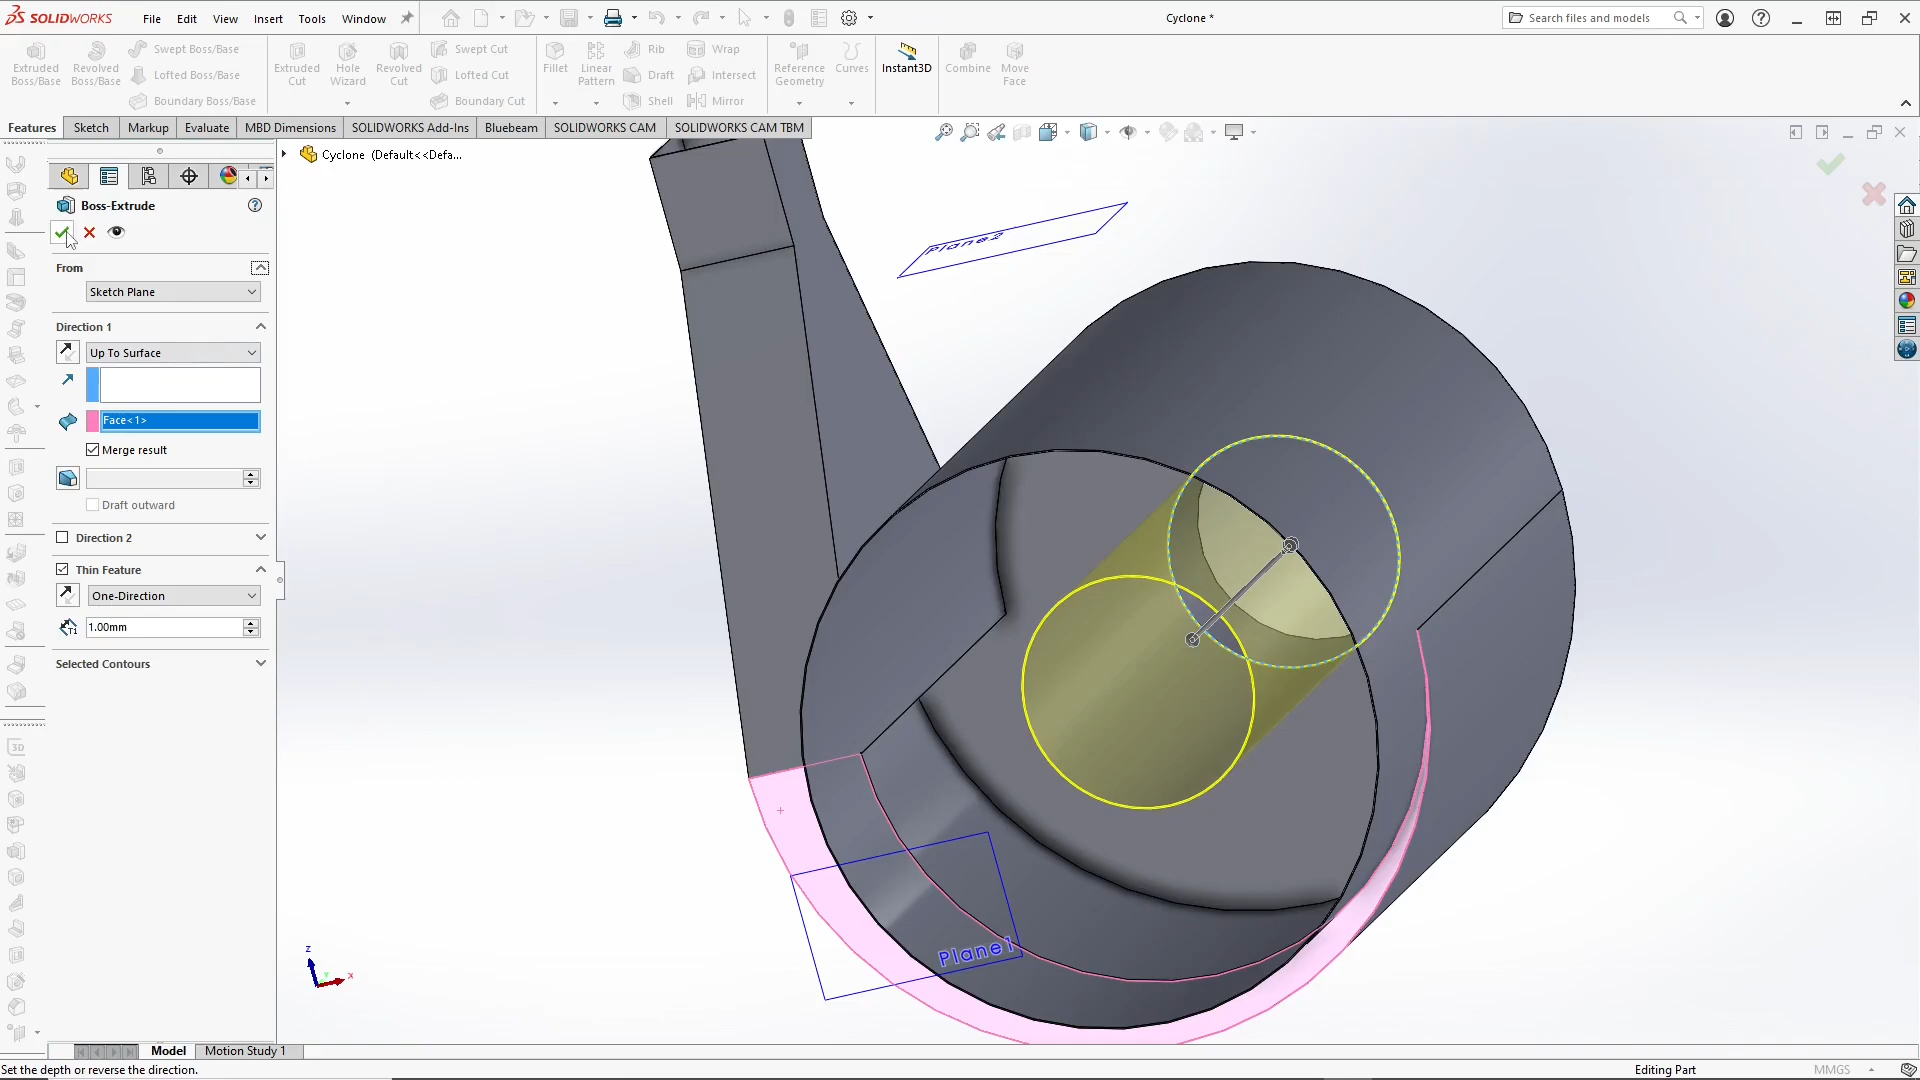 SOLIDWORKS File Edit View Insert Tools Window Cyclone * Search files and models ?
Extruded Boss/Base
Revolved Boss/Base
Swept Boss/Base
Lofted Boss/Base
Boundary Boss/Base
Extruded Cut
Hole Wizard
Revolved Cut
Swept Cut
Lofted Cut
Boundary Cut
Fillet
Linear Pattern
Rib
Draft
Shell
Wrap
Intersect
Mirror
Reference Geometry
Curves
Instant3D
Combine
Move Face
Features Sketch Markup Evaluate MBD Dimensions SOLIDWORKS Add-Ins Bluebeam SOLIDWORKS CAM SOLIDWORKS CAM TBM
Cyclone (Default<<Defa...
Boss-Extrude ?
From
Sketch Plane
Direction 1
Up To Surface
Face<1>
Merge result
Draft outward
Direction 2
Thin Feature
One-Direction
T1 1.00mm
Selected Contours
Plane2
Plane1
z
y
x
3D
Model Motion Study 1
Set the depth or reverse the direction. Editing Part MMGS